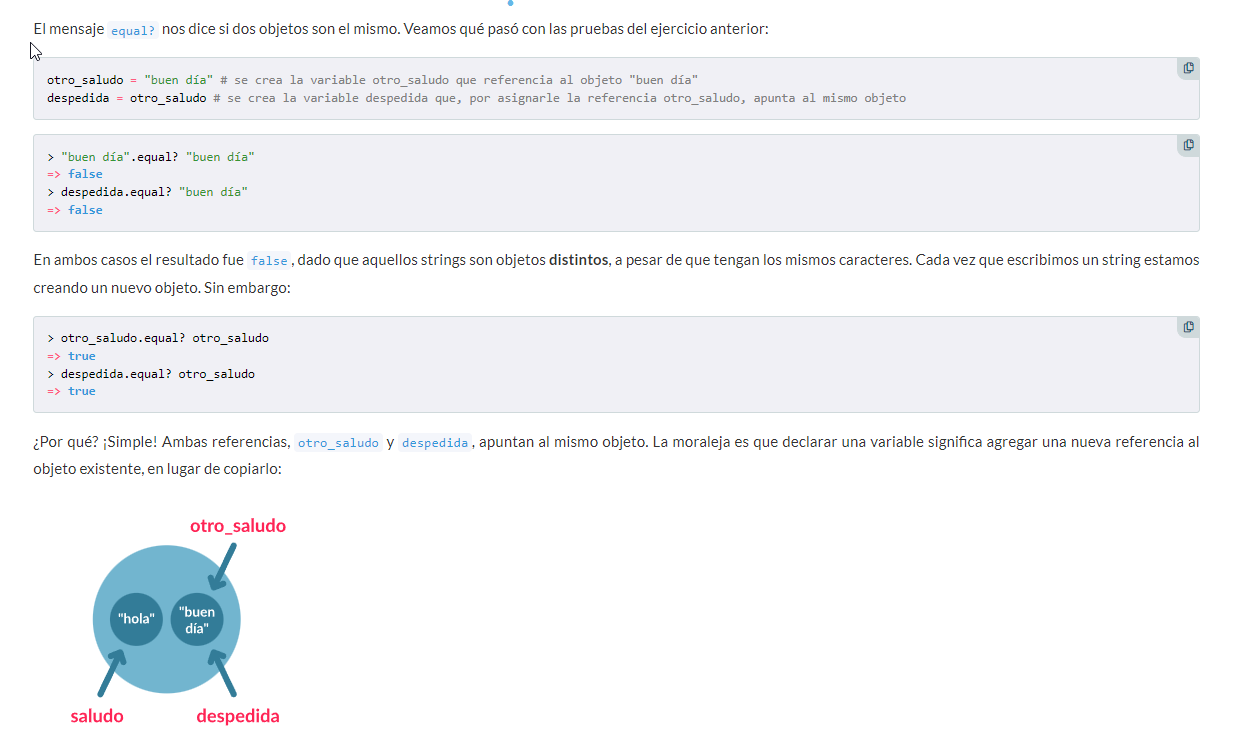 El mensaje equal? nos dice si dos objetos son el mismo. Veamos qué pasó con las pruebas del ejercicio anterior:
otro_saludo = "buen día" # se crea la variable otro_saludo que referencia al objeto "buen día"
despedida = otro_saludo # se crea la variable despedida que, por asignarle la referencia otro_saludo, apunta al mismo objeto
> "buen día".equal? "buen día"
=> false
> despedida.equal? "buen día"
=> false
En ambos casos el resultado fue false, dado que aquellos strings son objetos distintos, a pesar de que tengan los mismos caracteres. Cada vez que escribimos un string estamos
creando un nuevo objeto. Sin embargo:
> otro_saludo.equal? otro_saludo
=> true
> despedida.equal? otro_saludo
=> true
¿Por qué? ¡Simple! Ambas referencias, otro_saludo y despedida, apuntan al mismo objeto. La moraleja es que declarar una variable significa agregar una nueva referencia al
objeto existente, en lugar de copiarlo:
otro_saludo
"hola"
"buen
día"
saludo
despedida